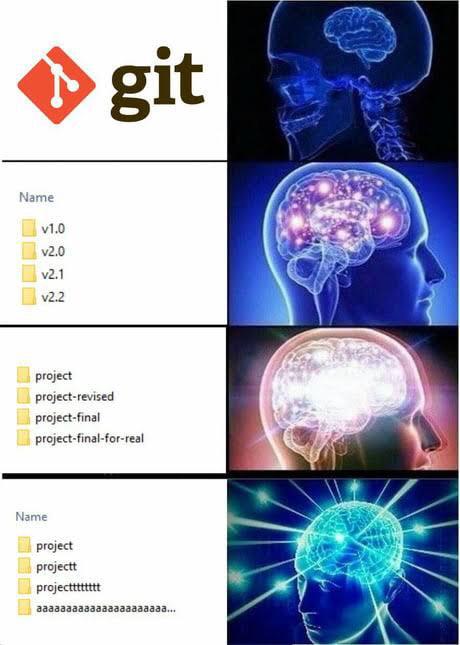 git
Name
v1.0
v2.0
v2.1
v2.2
project
project-revised
project-final
project-final-for-real
Name
project
projectt
projectttttttt
aaaaaaaaaaaaaaaaaaaaaa...